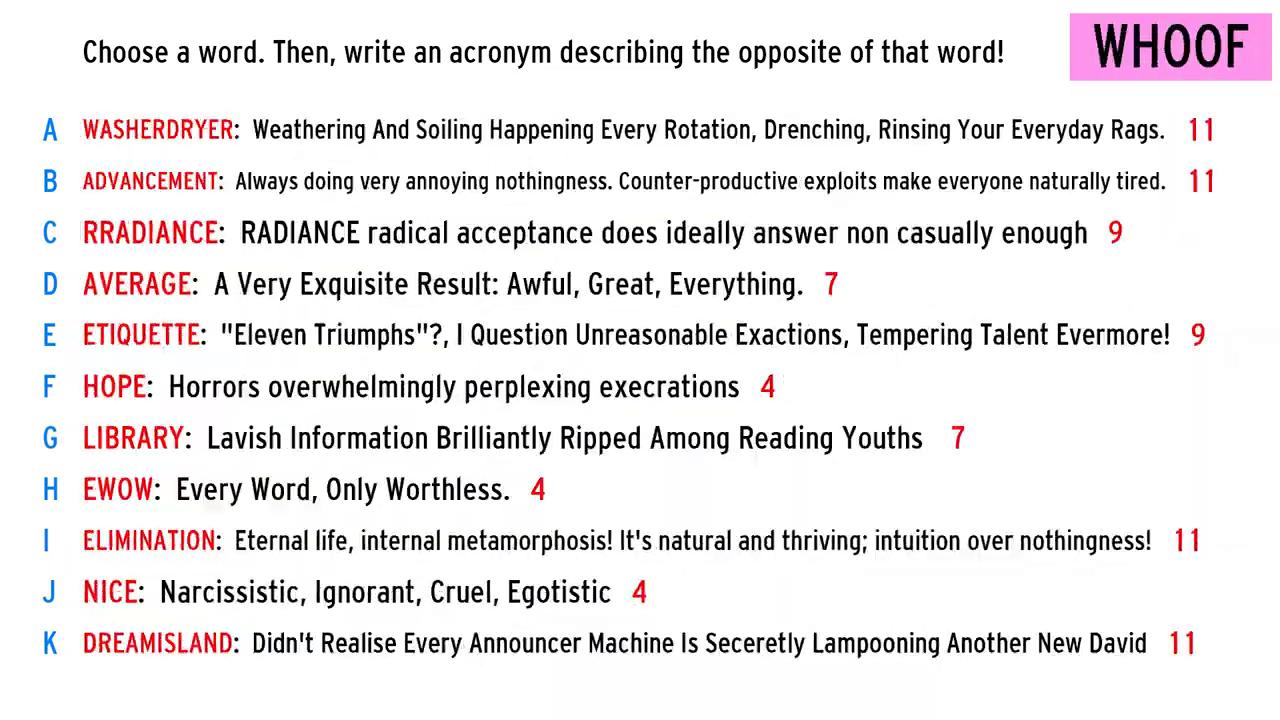 Choose a word. Then, write an acronym describing the opposite of that word!
WHOOF
A WASHERDRYER: Weathering And Soiling Happening Every Rotation, Drenching, Rinsing Your Everyday Rags. 11
B ADVANCEMENT: Always doing very annoying nothingness. Counter-productive exploits make everyone naturally tired. 11
C RRADIANCE: RADIANCE radical acceptance does ideally answer non casually enough 9
D AVERAGE: A Very Exquisite Result: Awful, Great, Everything. 7
E ETIQUETTE: "Eleven Triumphs"?, I Question Unreasonable Exactions, Tempering Talent Evermore! 9
F HOPE: Horrors overwhelmingly perplexing execrations 4
G LIBRARY: Lavish Information Brilliantly Ripped Among Reading Youths 7
H EWOW: Every Word, Only Worthless. 4
I ELIMINATION: Eternal life, internal metamorphosis! It's natural and thriving; intuition over nothingness! 11
J NICE: Narcissistic, Ignorant, Cruel, Egotistic 4
K DREAMISLAND: Didn't Realise Every Announcer Machine Is Seceretly Lampooning Another New David 11